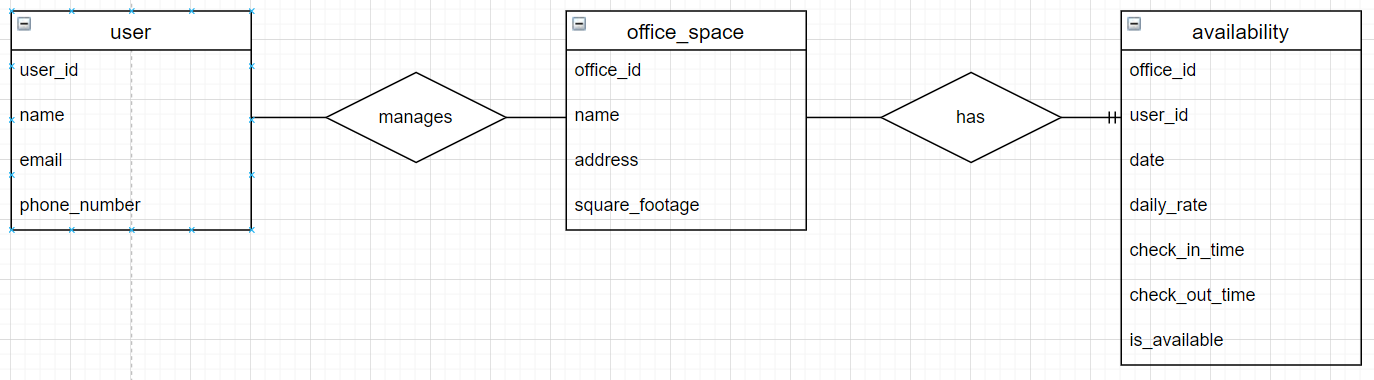 user
user_id
name
email
phone_number
manages
office_space
office_id
name
address
square_footage
has
availability
office_id
user_id
date
daily_rate
check_in_time
check_out_time
is_available